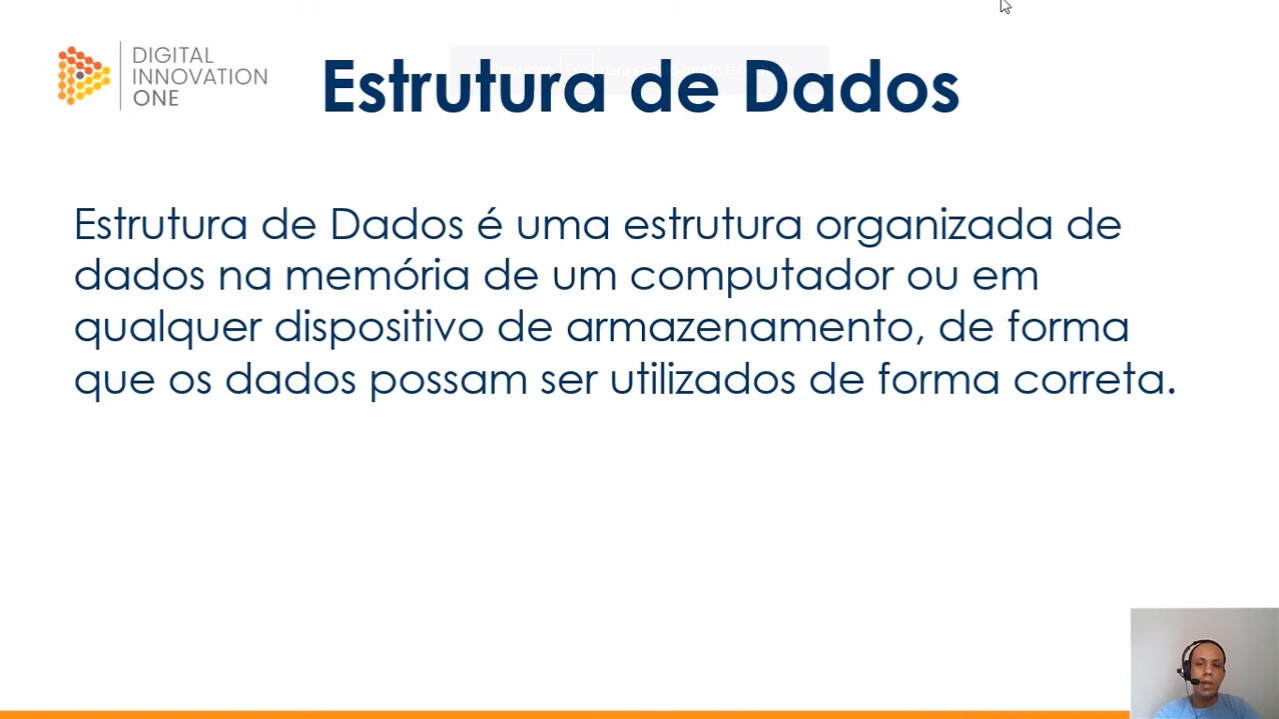 DIGITAL
INNOVATION
ONE
Estrutura de Dados
Estrutura de Dados é uma estrutura organizada de
dados na memória de um computador ou em
qualquer dispositivo de armazenamento, de forma
que os dados possam ser utilizados de forma correta.